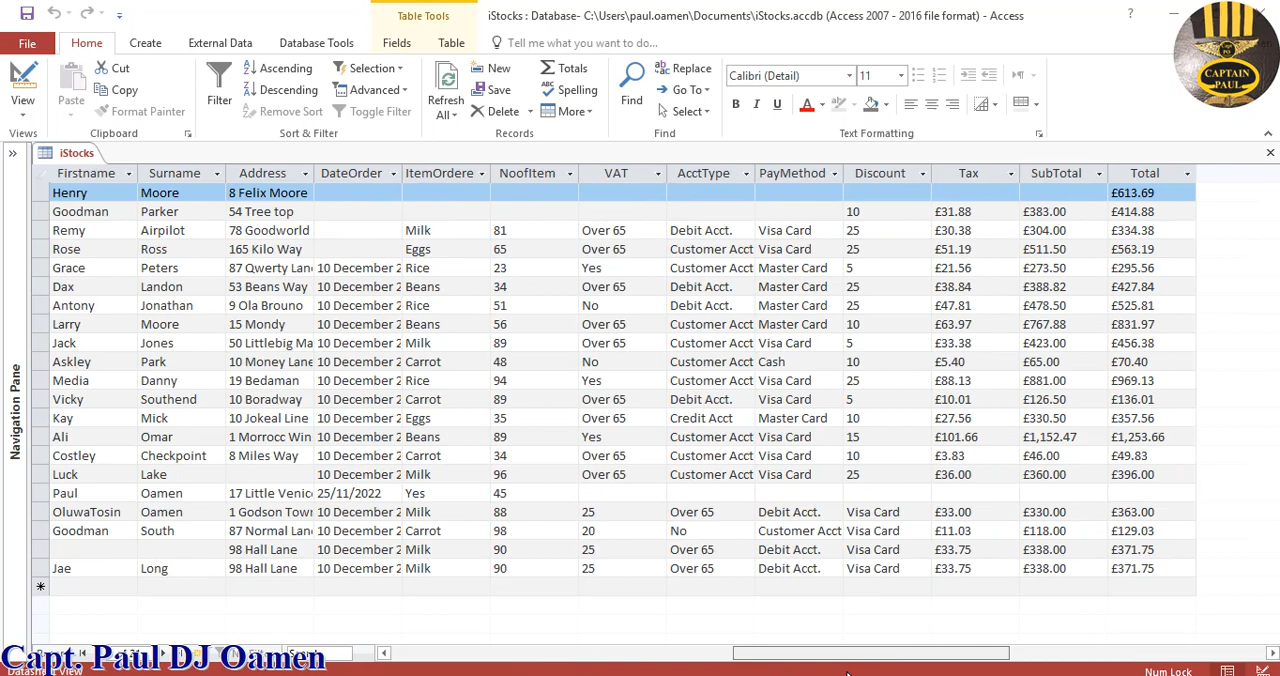 iStocks : Database- C:\Users\paul.oamen\Documents\iStocks.accdb (Access 2007 - 2016 file format) - Access
Table Tools
?
File Home Create External Data Database Tools Fields Table Tell me what you want to do...
CAPTAIN PAUL
View
Views
Paste
Cut
Copy
Format Painter
Clipboard
Filter
Ascending
Descending
Remove Sort
Selection
Advanced
Toggle Filter
Sort & Filter
Refresh All
New
Save
Delete
Totals
Spelling
More
Records
Find
Replace
Go To
Select
Find
Calibri (Detail) 11
B I U A
Text Formatting
iStocks
Navigation Pane
Firstname Surname Address DateOrder ItemOrdere NoofItem VAT AcctType PayMethod Discount Tax SubTotal Total
Henry Moore 8 Felix Moore £613.69
Goodman Parker 54 Tree top 10 £31.88 £383.00 £414.88
Remy Airpilot 78 Goodworld Milk 81 Over 65 Debit Acct. Visa Card 25 £30.38 £304.00 £334.38
Rose Ross 165 Kilo Way Eggs 65 Over 65 Customer Acct Visa Card 25 £51.19 £511.50 £563.19
Grace Peters 87 Qwerty Lan 10 December 2 Rice 23 Yes Customer Acct Master Card 5 £21.56 £273.50 £295.56
Dax Landon 53 Beans Way 10 December 2 Beans 34 Over 65 Debit Acct. Master Card 25 £38.84 £388.82 £427.84
Antony Jonathan 9 Ola Brouno 10 December 2 Rice 51 No Debit Acct. Master Card 25 £47.81 £478.50 £525.81
Larry Moore 15 Mondy 10 December 2 Beans 56 Over 65 Customer Acct Master Card 10 £63.97 £767.88 £831.97
Jack Jones 50 Littlebig Ma 10 December 2 Milk 89 Over 65 Customer Acct Visa Card 5 £33.38 £423.00 £456.38
Askley Park 10 Money Lane 10 December 2 Carrot 48 No Customer Acct Cash 10 £5.40 £65.00 £70.40
Media Danny 19 Bedaman 10 December 2 Rice 94 Yes Customer Acct Visa Card 25 £88.13 £881.00 £969.13
Vicky Southend 10 Boradway 10 December 2 Carrot 89 Over 65 Debit Acct. Visa Card 5 £10.01 £126.50 £136.01
Kay Mick 10 Jokeal Line 10 December 2 Eggs 35 Over 65 Credit Acct Master Card 10 £27.56 £330.50 £357.56
Ali Omar 1 Morrocc Win 10 December 2 Beans 89 Yes Customer Acct Visa Card 15 £101.66 £1,152.47 £1,253.66
Costley Checkpoint 8 Miles Way 10 December 2 Carrot 34 Over 65 Customer Acct Visa Card 10 £3.83 £46.00 £49.83
Luck Lake 10 December 2 Milk 96 Over 65 Customer Acct Visa Card 25 £36.00 £360.00 £396.00
Paul Oamen 17 Little Venice 25/11/2022 Yes 45
OluwaTosin Oamen 1 Godson Town 10 December 2 Milk 88 25 Over 65 Debit Acct. Visa Card £33.00 £330.00 £363.00
Goodman South 87 Normal Lan 10 December 2 Carrot 98 20 No Customer Acct Visa Card £11.03 £118.00 £129.03
98 Hall Lane 10 December 2 Milk 90 25 Over 65 Debit Acct. Visa Card £33.75 £338.00 £371.75
Jae Long 98 Hall Lane 10 December 2 Milk 90 25 Over 65 Debit Acct. Visa Card £33.75 £338.00 £371.75
Capt. Paul DJ Oamen
Datasheet View
Num Lock